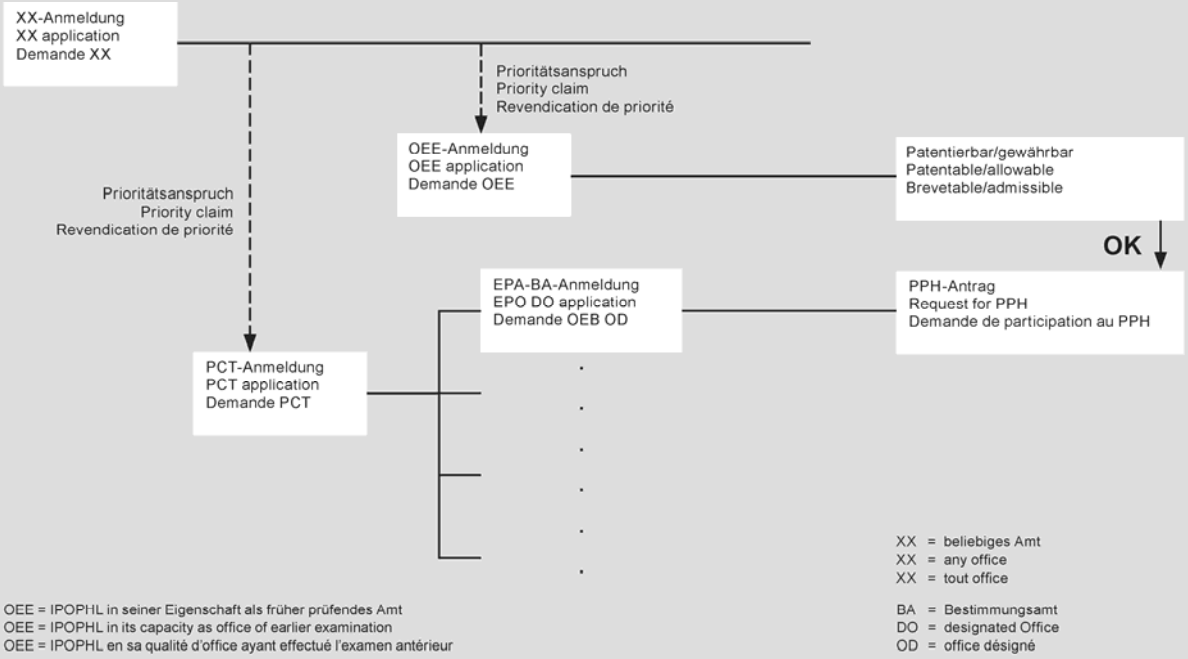 XX-Anmeldung
XX application
Demande XX
Prioritätsanspruch
Priority claim
Revendication de priorité
OEE-Anmeldung
OEE application
Demande OEE
Patentierbar/gewährbar
Patentable/allowable
Brevetable/admissible
Prioritätsanspruch
Priority claim
Revendication de priorité
OK
EPA-BA-Anmeldung
EPO DO application
Demande OEB OD
PPH-Antrag
Request for PPH
Demande de participation au PPH
PCT-Anmeldung
PCT application
Demande PCT
XX = beliebiges Amt
XX = any office
XX = tout office
OEE = IPOPHL in seiner Eigenschaft als früher prüfendes Amt
OEE = IPOPHL in its capacity as office of earlier examination
OEE = IPOPHL en sa qualité d'office ayant effectué l'examen antérieur
BA = Bestimmungsamt
DO = designated Office
OD = office désigné